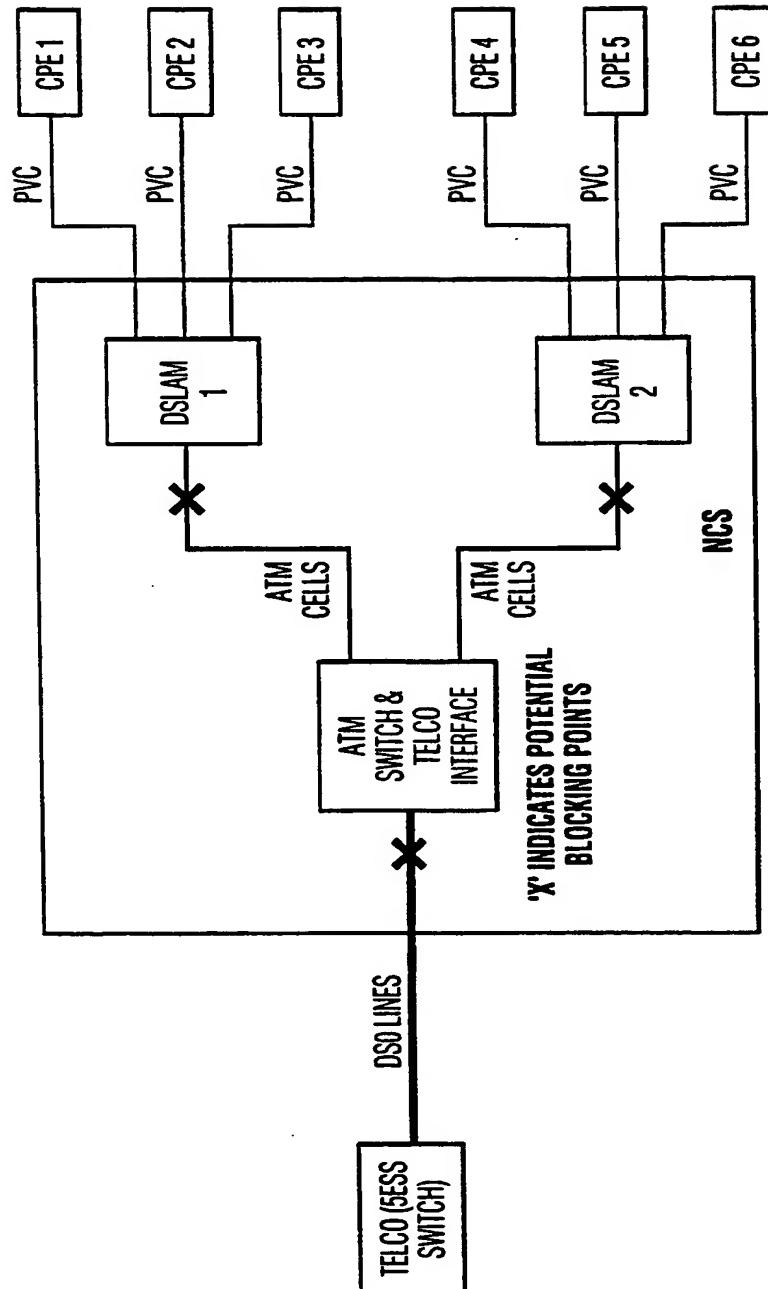 TELCO (5ESS
SWITCH)
DS0 LINES
ATM
SWITCH &
TELCO
INTERFACE
'X' INDICATES POTENTIAL
BLOCKING POINTS
ATM
CELLS
ATM
CELLS
DSLAM
1
DSLAM
2
NCS
PVC
PVC
PVC
PVC
PVC
PVC
CPE 1
CPE 2
CPE 3
CPE 4
CPE 5
CPE 6